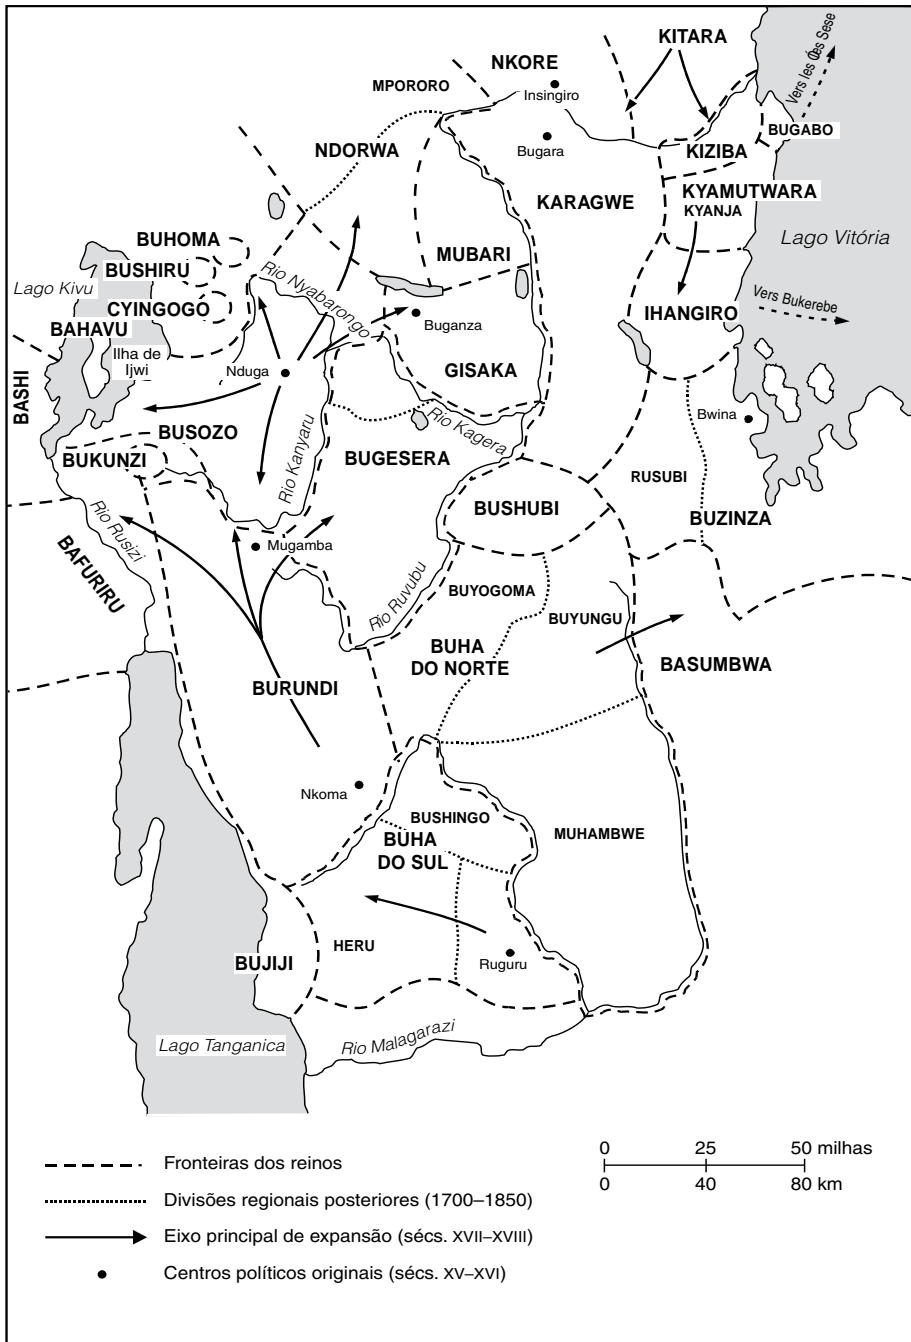 KITARA
Vers les Îles Sese
NKORE
Insingiro
MPORORO
BUGABO
Bugara
KIZIBA
NDORWA
KARAGWE
KYAMUTWARA
KYANJA
Lago Vitória
BUHOMA
MUBARI
BUSHIRU
Rio Nyabarongo
Lago Kivu
CYINGOGO
Vers Bukerebe
IHANGIRO
BAHAVU
Buganza
Ilha de
Ijwi
Nduga
GISAKA
BASHI
Bwina
Rio Kagera
BUSOZO
Rio Kanyaru
BUKUNZI
BUGESERA
RUSUBI
BUSHUBI
BUZINZA
Rio Rusizi
Mugamba
BAFURIRU
Rio Ruvubu
BUYOGOMA
BUYUNGU
BUHA
DO NORTE
BASUMBWA
BURUNDI
Nkoma
BUSHINGO
MUHAMBWE
BUHA
DO SUL
HERU
Ruguru
BUJIJI
Lago Tanganica
Rio Malagarazi
Fronteiras dos reinos
Divisões regionais posteriores (1700–1850)
Eixo principal de expansão (sécs. XVII–XVIII)
Centros políticos originais (sécs. XV–XVI)
0 25 50 milhas
0 40 80 km